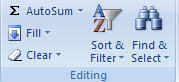 Σ AutoSum
Fill
Clear
Sort & Filter
Find & Select
Editing